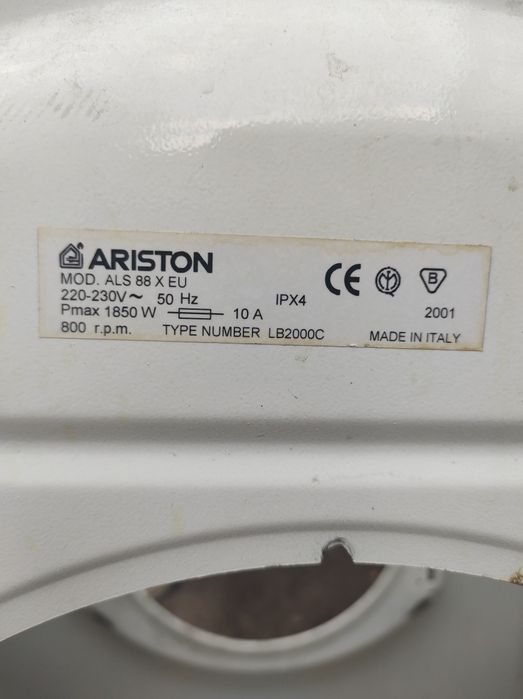 ARISTON
MOD. ALS 88 X EU
220-230V~ 50 Hz IPX4
Pmax 1850 W 10 A
800 r.p.m. TYPE NUMBER LB2000C
CE B
2001
MADE IN ITALY